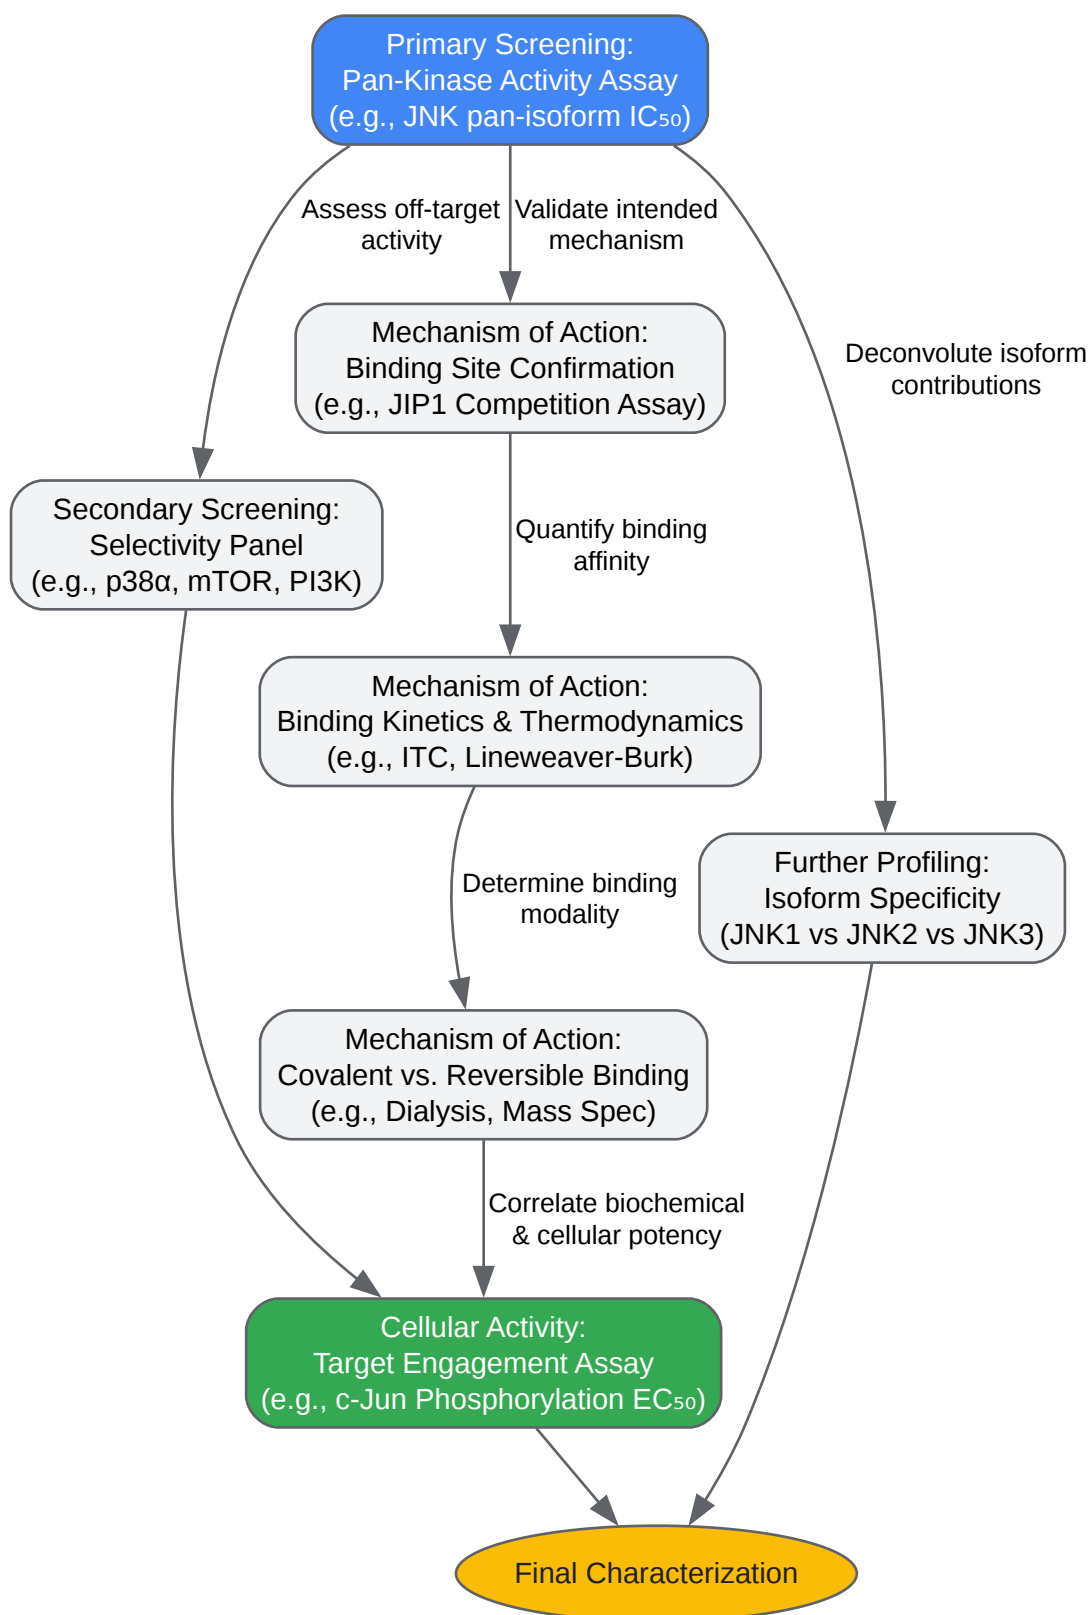 Primary Screening:
Pan-Kinase Activity Assay
(e.g., JNK pan-isoform IC₅₀)
Assess off-target
activity
Validate intended
mechanism
Deconvolute isoform
contributions
Mechanism of Action:
Binding Site Confirmation
(e.g., JIP1 Competition Assay)
Secondary Screening:
Selectivity Panel
(e.g., p38α, mTOR, PI3K)
Quantify binding
affinity
Mechanism of Action:
Binding Kinetics & Thermodynamics
(e.g., ITC, Lineweaver-Burk)
Further Profiling:
Isoform Specificity
(JNK1 vs JNK2 vs JNK3)
Determine binding
modality
Mechanism of Action:
Covalent vs. Reversible Binding
(e.g., Dialysis, Mass Spec)
Correlate biochemical
& cellular potency
Cellular Activity:
Target Engagement Assay
(e.g., c-Jun Phosphorylation EC₅₀)
Final Characterization